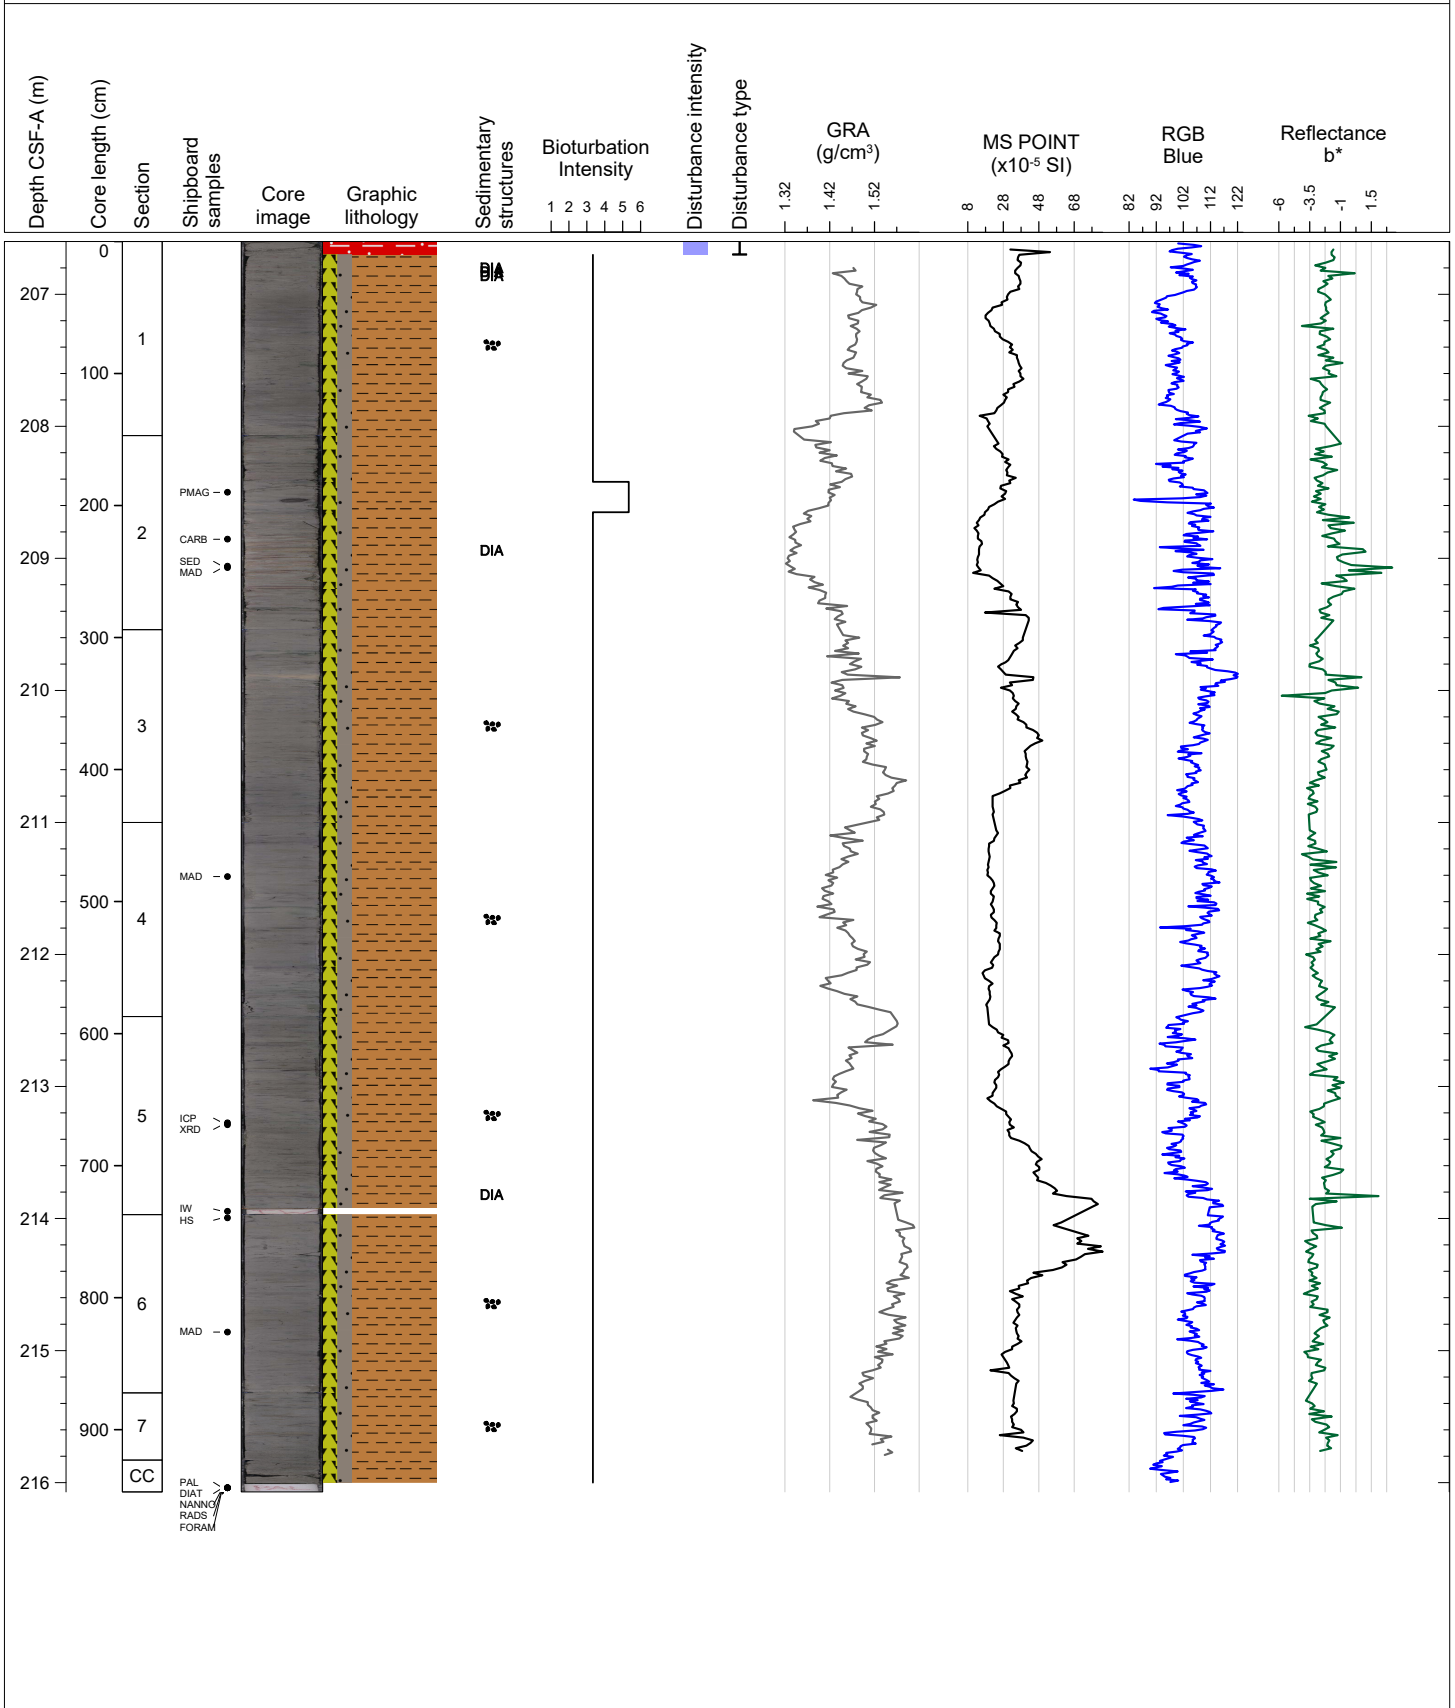 Depth CSF-A (m)
Core length (cm)
Section
Shipboard
samples
Core
image
Graphic
lithology
Sedimentary
structures
Bioturbation
Intensity
1 2 3 4 5 6
Disturbance intensity
Disturbance type
GRA
(g/cm³)
1.32 1.42 1.52
MS POINT
(x10⁻⁵ SI)
8 28 48 68
RGB
Blue
82 92 102 112 122
Reflectance
b*
-6 -3.5 -1 1.5
0
DIA
DIA
207
1
100
208
PMAG
200
2
CARB
DIA
209
SED
MAD
300
210
3
400
211
MAD
500
4
212
600
213
5
ICP
XRD
700
DIA
IW
214
HS
800
6
MAD
215
7
900
CC
216
PAL
DIAT
NANNO
RADS
FORAM